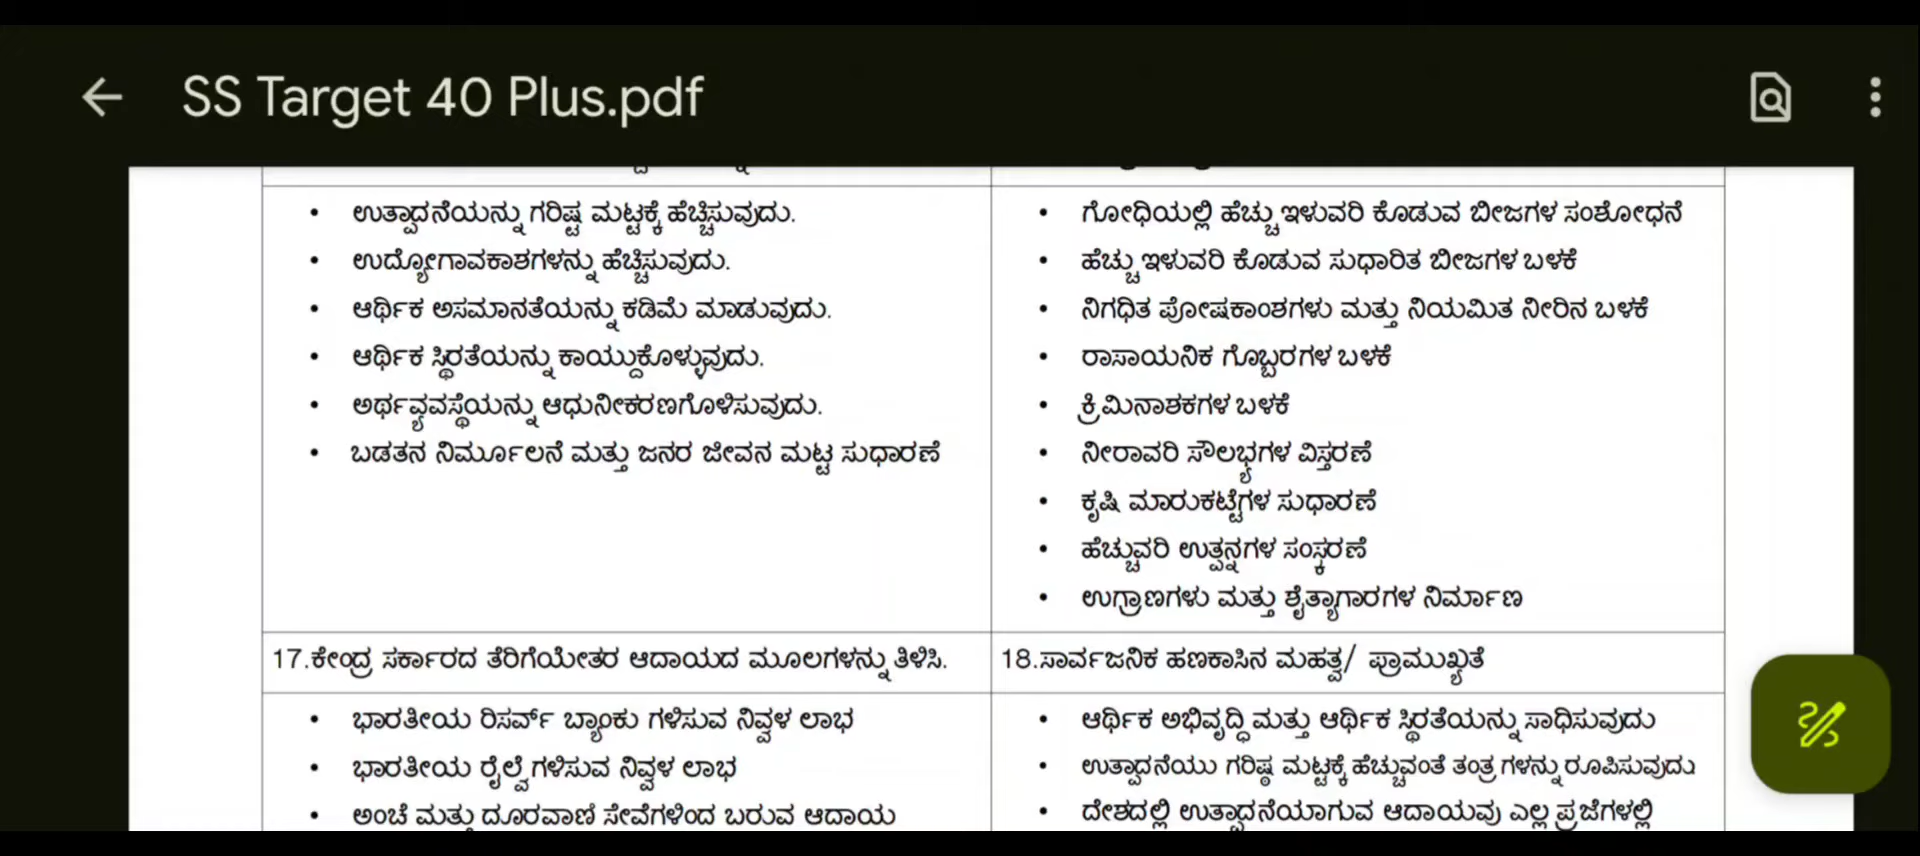 SS Target 40 Plus.pdf
• ಉತ್ಪಾದನೆಯನ್ನು ಗರಿಷ್ಟ ಮಟ್ಟಕ್ಕೆ ಹೆಚ್ಚಿಸುವುದು.
• ಉದ್ಯೋಗಾವಕಾಶಗಳನ್ನು ಹೆಚ್ಚಿಸುವುದು.
• ಆರ್ಥಿಕ ಅಸಮಾನತೆಯನ್ನು ಕಡಿಮೆ ಮಾಡುವುದು.
• ಆರ್ಥಿಕ ಸ್ಥಿರತೆಯನ್ನು ಕಾಯ್ದುಕೊಳ್ಳುವುದು.
• ಅರ್ಥವ್ಯವಸ್ಥೆಯನ್ನು ಆಧುನೀಕರಣಗೊಳಿಸುವುದು.
• ಬಡತನ ನಿರ್ಮೂಲನೆ ಮತ್ತು ಜನರ ಜೀವನ ಮಟ್ಟ ಸುಧಾರಣೆ
• ಗೋಧಿಯಲ್ಲಿ ಹೆಚ್ಚು ಇಳುವರಿ ಕೊಡುವ ಬೀಜಗಳ ಸಂಶೋಧನೆ
• ಹೆಚ್ಚು ಇಳುವರಿ ಕೊಡುವ ಸುಧಾರಿತ ಬೀಜಗಳ ಬಳಕೆ
• ನಿಗಧಿತ ಪೋಷಕಾಂಶಗಳು ಮತ್ತು ನಿಯಮಿತ ನೀರಿನ ಬಳಕೆ
• ರಾಸಾಯನಿಕ ಗೊಬ್ಬರಗಳ ಬಳಕೆ
• ಕ್ರಿಮಿನಾಶಕಗಳ ಬಳಕೆ
• ನೀರಾವರಿ ಸೌಲಭ್ಯಗಳ ವಿಸ್ತರಣೆ
• ಕೃಷಿ ಮಾರುಕಟ್ಟೆಗಳ ಸುಧಾರಣೆ
• ಹೆಚ್ಚುವರಿ ಉತ್ಪನ್ನಗಳ ಸಂಸ್ಕರಣೆ
• ಉಗ್ರಾಣಗಳು ಮತ್ತು ಶೈತ್ಯಾಗಾರಗಳ ನಿರ್ಮಾಣ
17.ಕೇಂದ್ರ ಸರ್ಕಾರದ ತೆರಿಗೆಯೇತರ ಆದಾಯದ ಮೂಲಗಳನ್ನು ತಿಳಿಸಿ.
18.ಸಾರ್ವಜನಿಕ ಹಣಕಾಸಿನ ಮಹತ್ವ/ ಪ್ರಾಮುಖ್ಯತೆ
• ಭಾರತೀಯ ರಿಸರ್ವ್ ಬ್ಯಾಂಕು ಗಳಿಸುವ ನಿವ್ವಳ ಲಾಭ
• ಭಾರತೀಯ ರೈಲ್ವೆ ಗಳಿಸುವ ನಿವ್ವಳ ಲಾಭ
• ಅಂಚೆ ಮತ್ತು ದೂರವಾಣಿ ಸೇವೆಗಳಿಂದ ಬರುವ ಆದಾಯ
• ಆರ್ಥಿಕ ಅಭಿವೃದ್ಧಿ ಮತ್ತು ಆರ್ಥಿಕ ಸ್ಥಿರತೆಯನ್ನು ಸಾಧಿಸುವುದು
• ಉತ್ಪಾದನೆಯು ಗರಿಷ್ಠ ಮಟ್ಟಕ್ಕೆ ಹೆಚ್ಚುವಂತೆ ತಂತ್ರಗಳನ್ನು ರೂಪಿಸುವುದು
• ದೇಶದಲ್ಲಿ ಉತ್ಪಾದನೆಯಾಗುವ ಆದಾಯವು ಎಲ್ಲ ಪ್ರಜೆಗಳಲ್ಲಿ